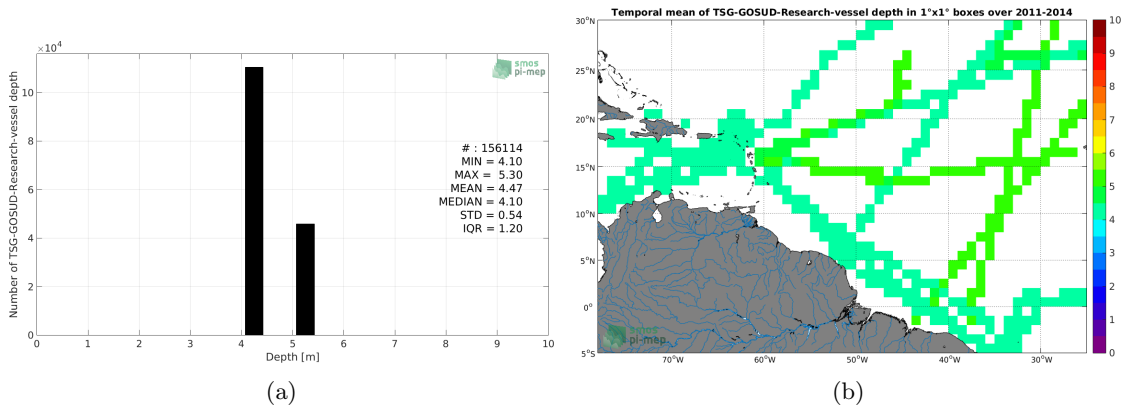 ×10⁴
Number of TSG-GOSUD-Research-vessel depth
10
8
6
4
2
0
smos
pi-mep
# : 156114
MIN = 4.10
MAX = 5.30
MEAN = 4.47
MEDIAN = 4.10
STD = 0.54
IQR = 1.20
0 1 2 3 4 5 6 7 8 9 10
Depth [m]
(a)
Temporal mean of TSG-GOSUD-Research-vessel depth in 1°x1° boxes over 2011-2014
30°N
25°N
20°N
15°N
10°N
5°N
0°
5°S
70°W 60°W 50°W 40°W 30°W
smos
pi-mep
10
9
8
7
6
5
4
3
2
1
0
(b)